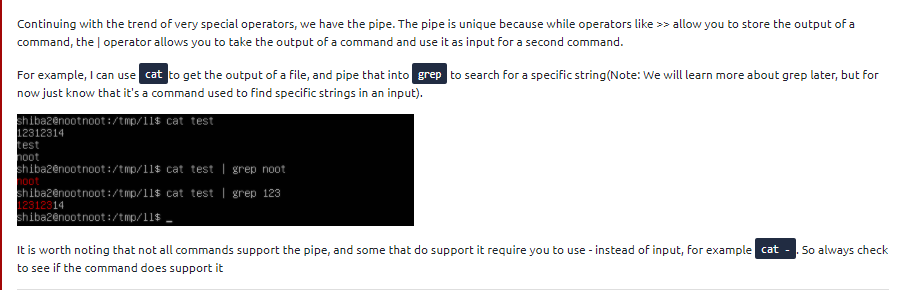 Continuing with the trend of very special operators, we have the pipe. The pipe is unique because while operators like >> allow you to store the output of a
command, the | operator allows you to take the output of a command and use it as input for a second command.
For example, I can use cat to get the output of a file, and pipe that into grep to search for a specific string(Note: We will learn more about grep later, but for
now just know that it's a command used to find specific strings in an input).
shiba2@nootnoot:/tmp/ll$ cat test
12312314
test
noot
shiba2@nootnoot:/tmp/ll$ cat test | grep noot
noot
shiba2@nootnoot:/tmp/ll$ cat test | grep 123
12312314
shiba2@nootnoot:/tmp/ll$ _
It is worth noting that not all commands support the pipe, and some that do support it require you to use - instead of input, for example cat - . So always check
to see if the command does support it